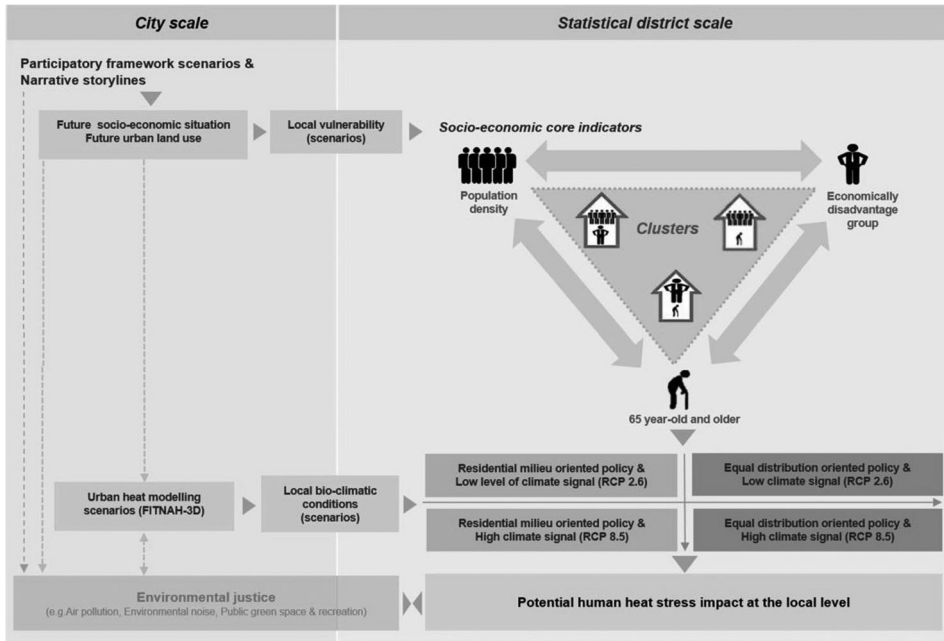 City scale
Statistical district scale
Participatory framework scenarios &
Narrative storylines
Future socio-economic situation
Future urban land use
Local vulnerability
(scenarios)
Socio-economic core indicators
Population
density
Economically
disadvantage
group
Clusters
65 year-old and older
Urban heat modelling
scenarios (FITNAH-3D)
Local bio-climatic
conditions
(scenarios)
Residential milieu oriented policy &
Low level of climate signal (RCP 2.6)
Equal distribution oriented policy &
Low climate signal (RCP 2.6)
Residential milieu oriented policy &
High climate signal (RCP 8.5)
Equal distribution oriented policy &
High climate signal (RCP 8.5)
Environmental justice
(e.g.Air pollution, Environmental noise, Public green space & recreation)
Potential human heat stress impact at the local level